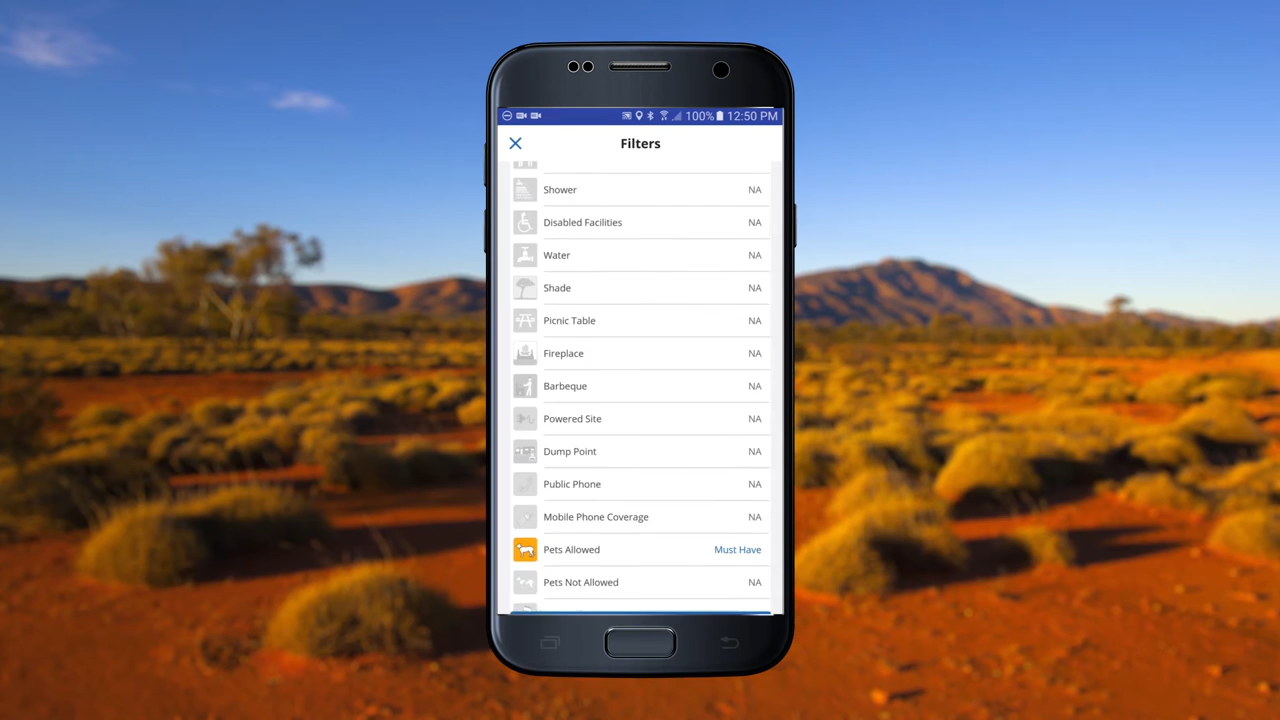 100% 12:50 PM
Filters
Shower NA
Disabled Facilities NA
Water NA
Shade NA
Picnic Table NA
Fireplace NA
Barbeque NA
Powered Site NA
Dump Point NA
Public Phone NA
Mobile Phone Coverage NA
Pets Allowed Must Have
Pets Not Allowed NA